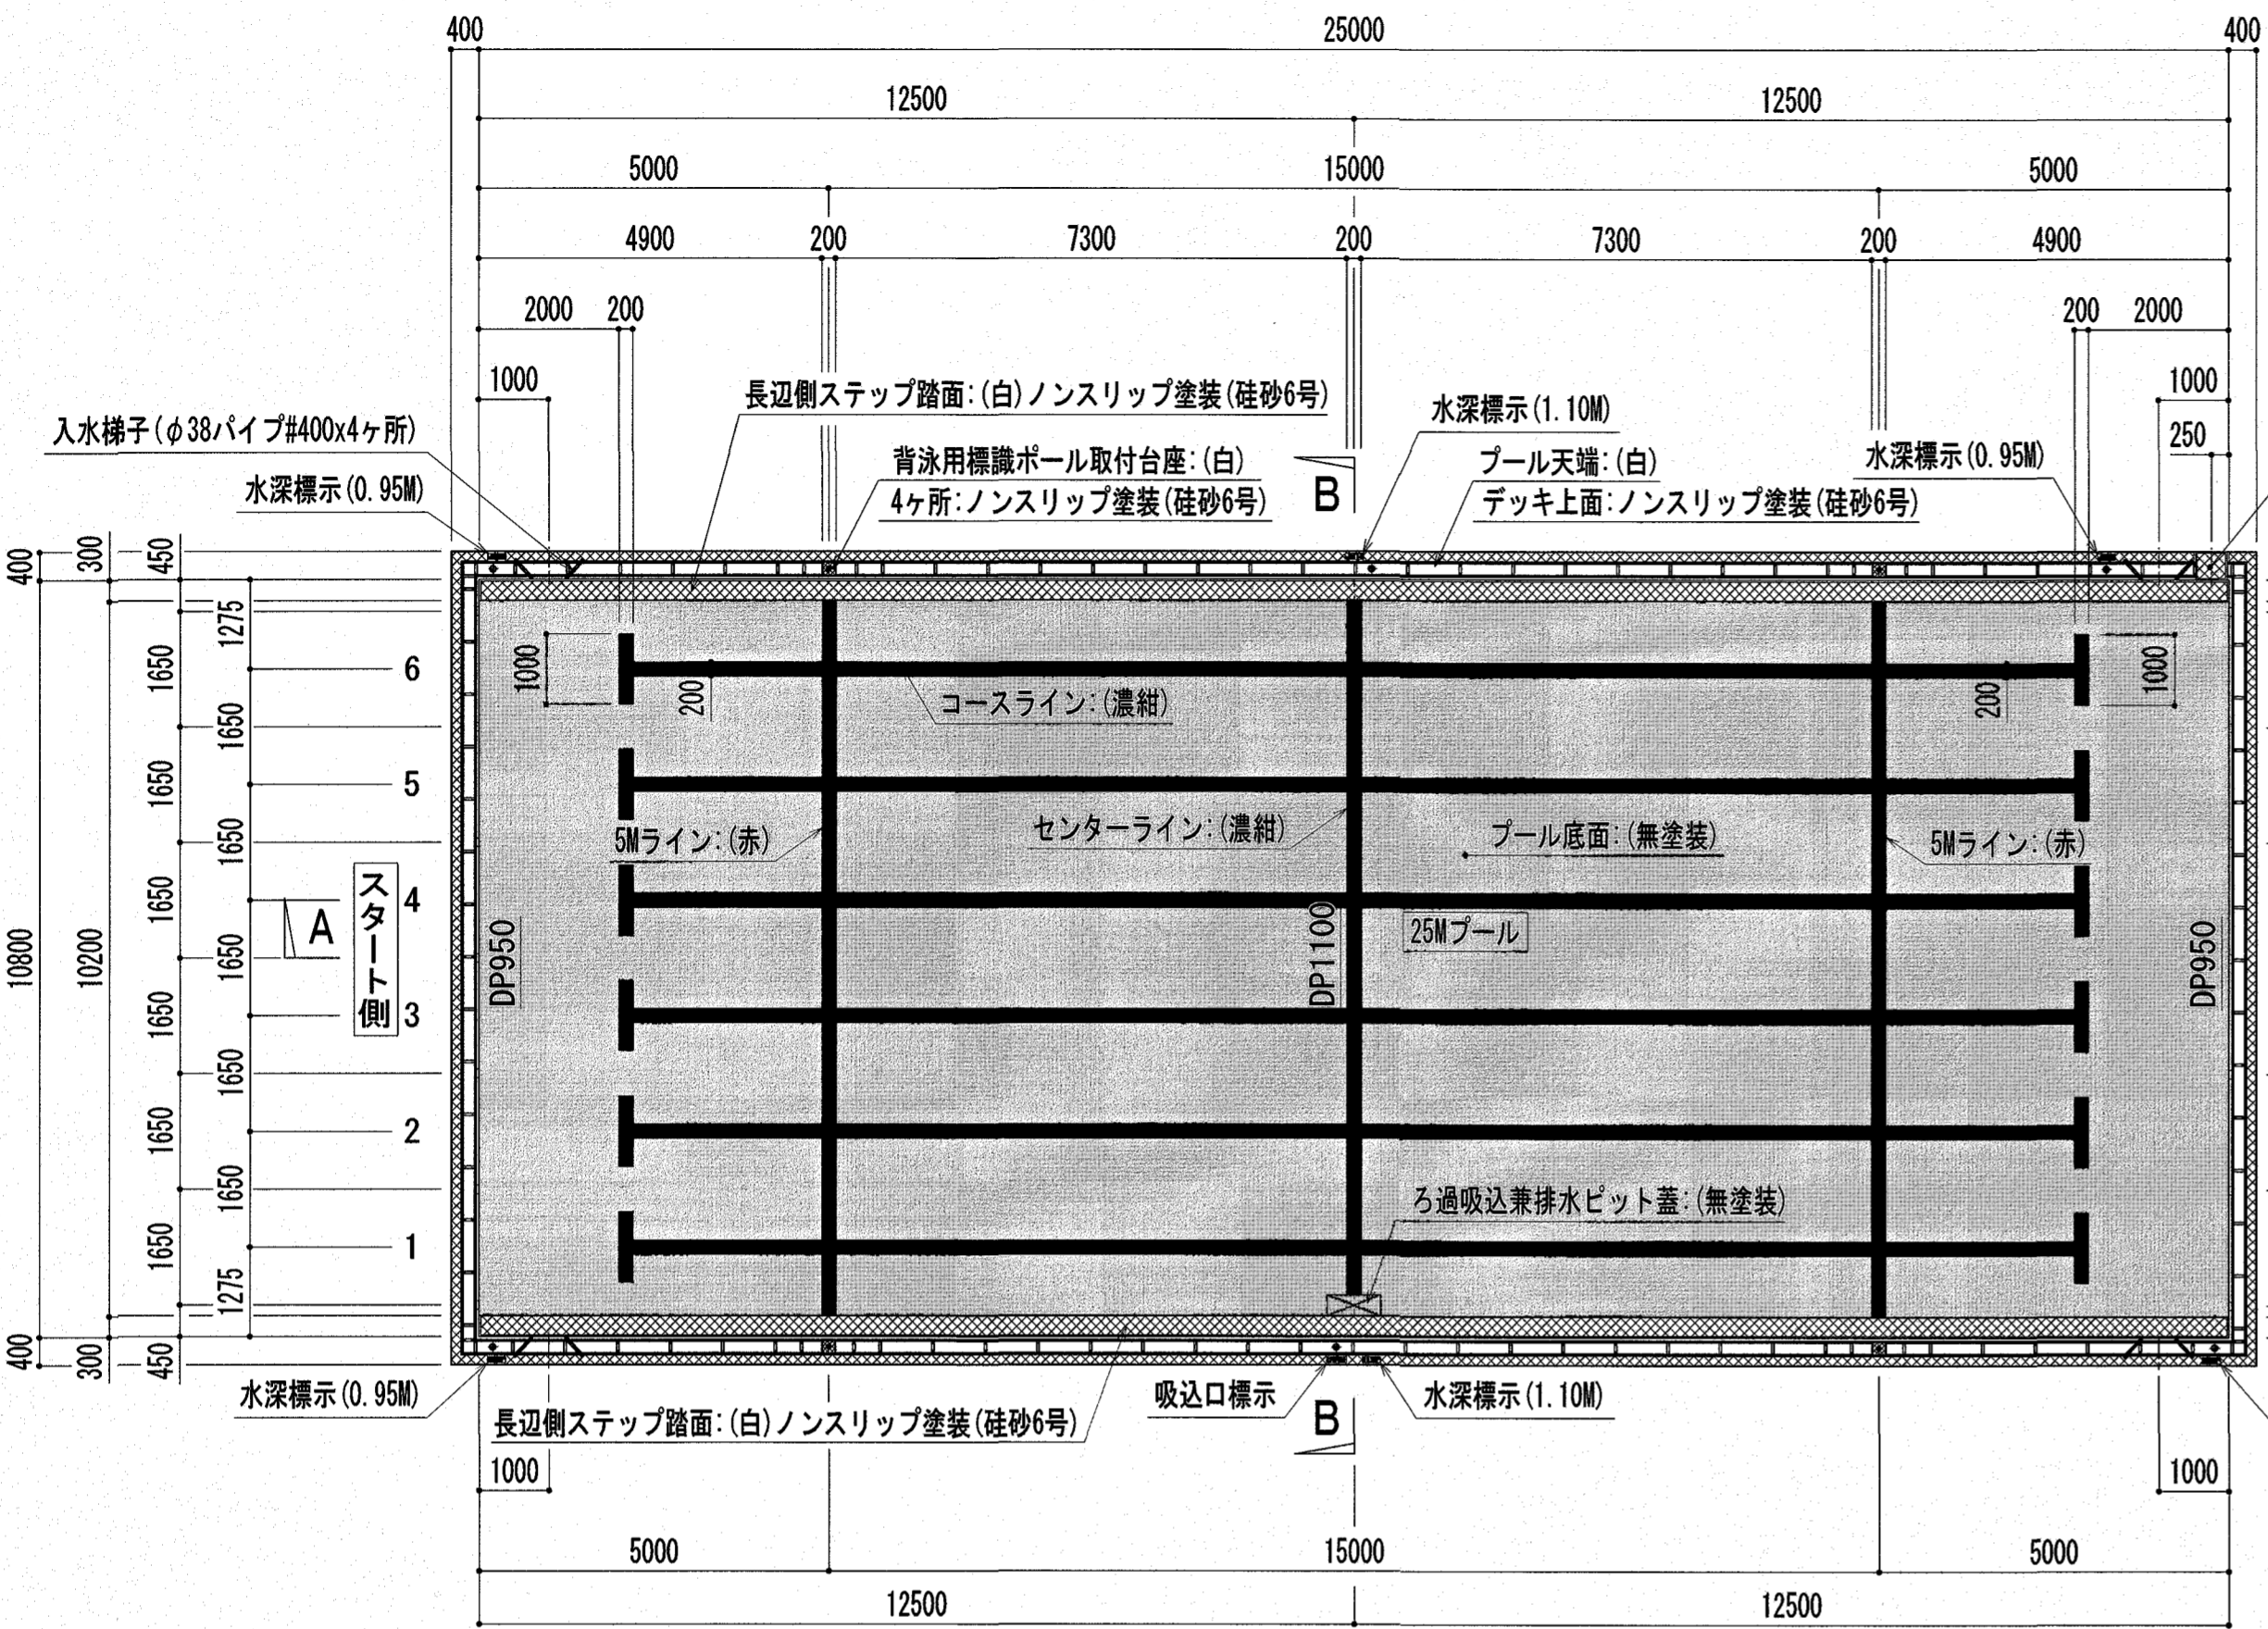 400 25000 400
12500 12500
5000 15000 5000
4900 200 7300 200 7300 200 4900
2000 200 200 2000
1000 1000
250
長辺側ステップ踏面:(白)ノンスリップ塗装(硅砂6号)
水深標示(1.10M)
入水梯子(φ38パイプ#400x4ヶ所)
背泳用標識ポール取付台座:(白)
4ヶ所:ノンスリップ塗装(硅砂6号)
B
プール天端:(白)
デッキ上面:ノンスリップ塗装(硅砂6号)
水深標示(0.95M)
水深標示(0.95M)
400 10800 400
300 10200 300
450 1650 1650 1650 1650 1650 1650 450
1275 1650 1650 1650 1650 1650 1275
6
5
4
3
2
1
A
スタート側
1000
200
コースライン:(濃紺)
200
1000
5Mライン:(赤)
センターライン:(濃紺)
プール底面:(無塗装)
5Mライン:(赤)
DP950
DP1100
25Mプール
DP950
ろ過吸込兼排水ピット蓋:(無塗装)
水深標示(0.95M)
長辺側ステップ踏面:(白)ノンスリップ塗装(硅砂6号)
吸込口標示
B
水深標示(1.10M)
1000 1000
5000 15000 5000
12500 12500